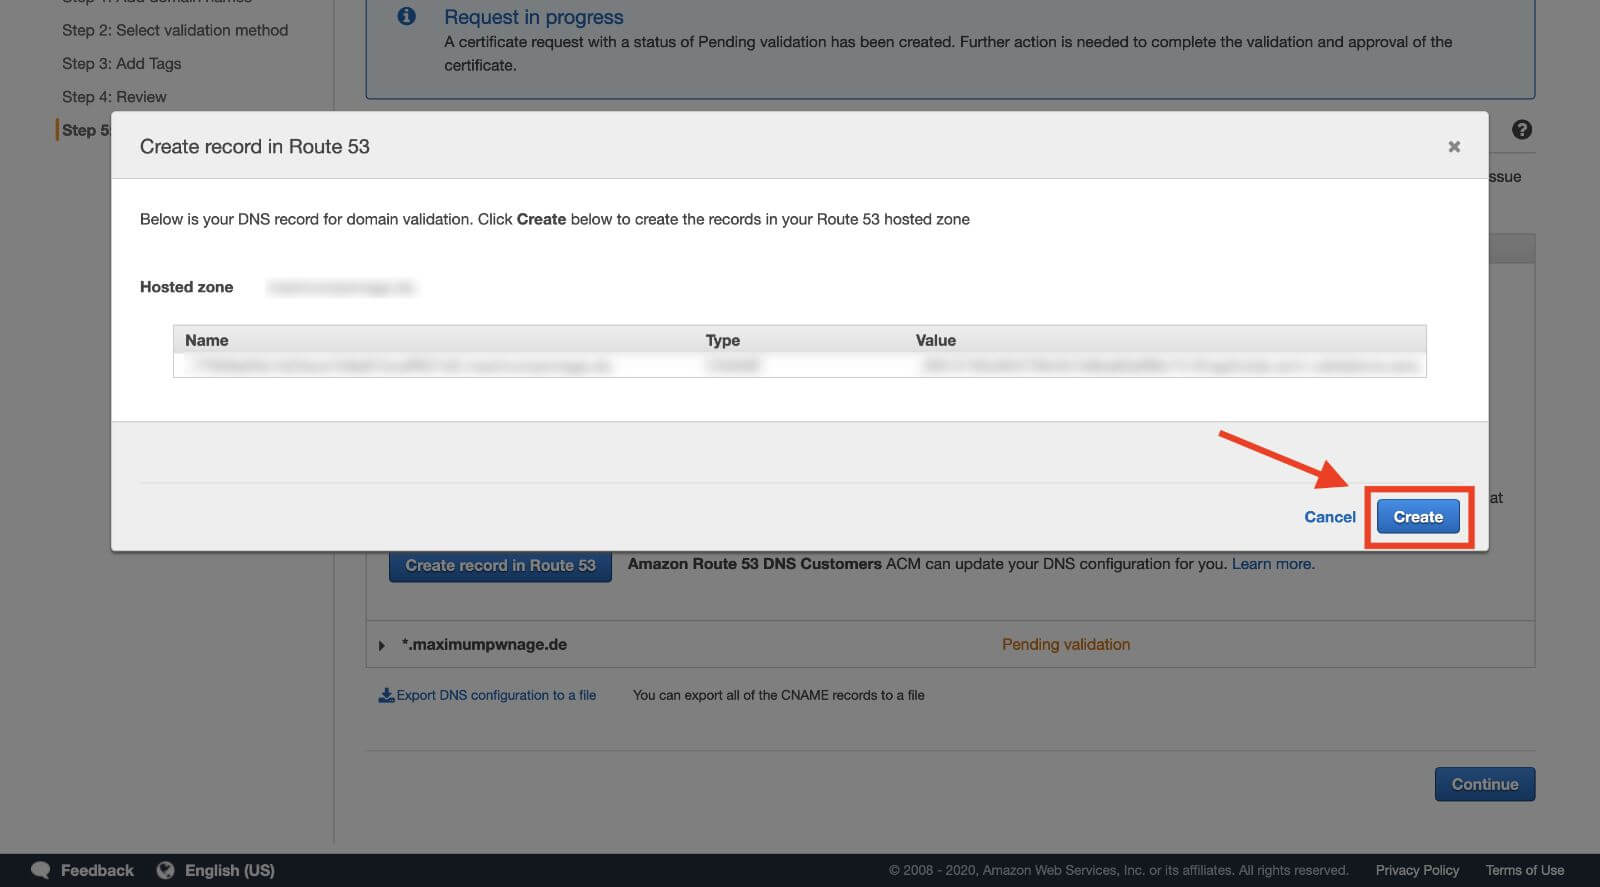 Step 1: Add domain names
Step 2: Select validation method
Step 3: Add Tags
Step 4: Review
Step 5:
Request in progress
A certificate request with a status of Pending validation has been created. Further action is needed to complete the validation and approval of the
certificate.
Create record in Route 53
Below is your DNS record for domain validation. Click Create below to create the records in your Route 53 hosted zone
Hosted zone
Name Type Value
Cancel Create
ssue
at
Create record in Route 53 Amazon Route 53 DNS Customers ACM can update your DNS configuration for you. Learn more.
*.maximumpwnage.de Pending validation
Export DNS configuration to a file You can export all of the CNAME records to a file
Continue
Feedback English (US) © 2008 - 2020, Amazon Web Services, Inc. or its affiliates. All rights reserved. Privacy Policy Terms of Use